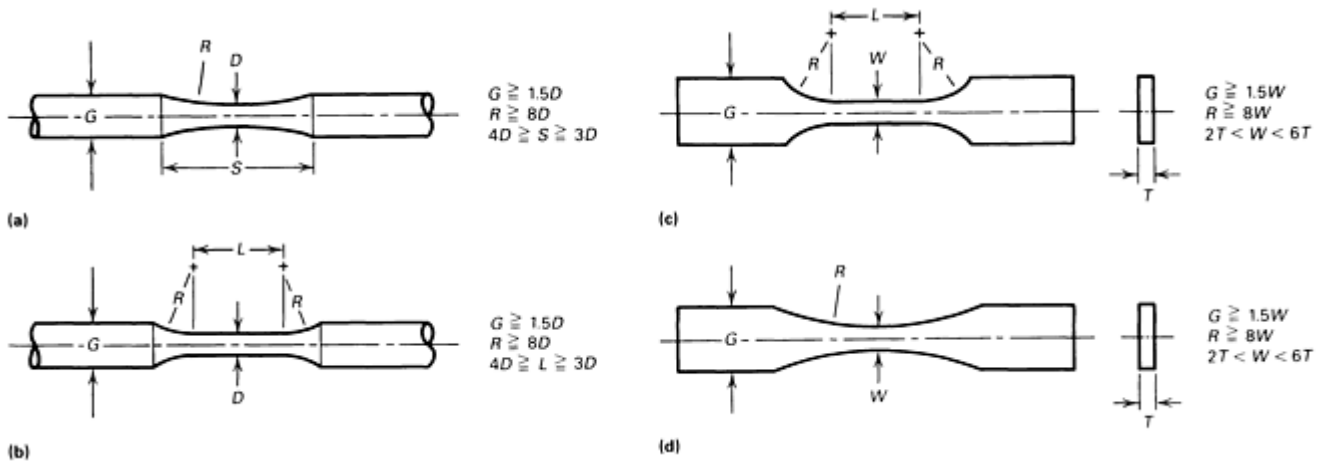 R
D
G
S
G ≧ 1.5D
R ≧ 8D
4D ≧ S ≧ 3D
(a)
L
R
R
G
D
G ≧ 1.5D
R ≧ 8D
4D ≧ L ≧ 3D
(b)
L
R
W
R
G
T
G ≧ 1.5W
R ≧ 8W
2T < W < 6T
(c)
R
G
W
T
G ≧ 1.5W
R ≧ 8W
2T < W < 6T
(d)